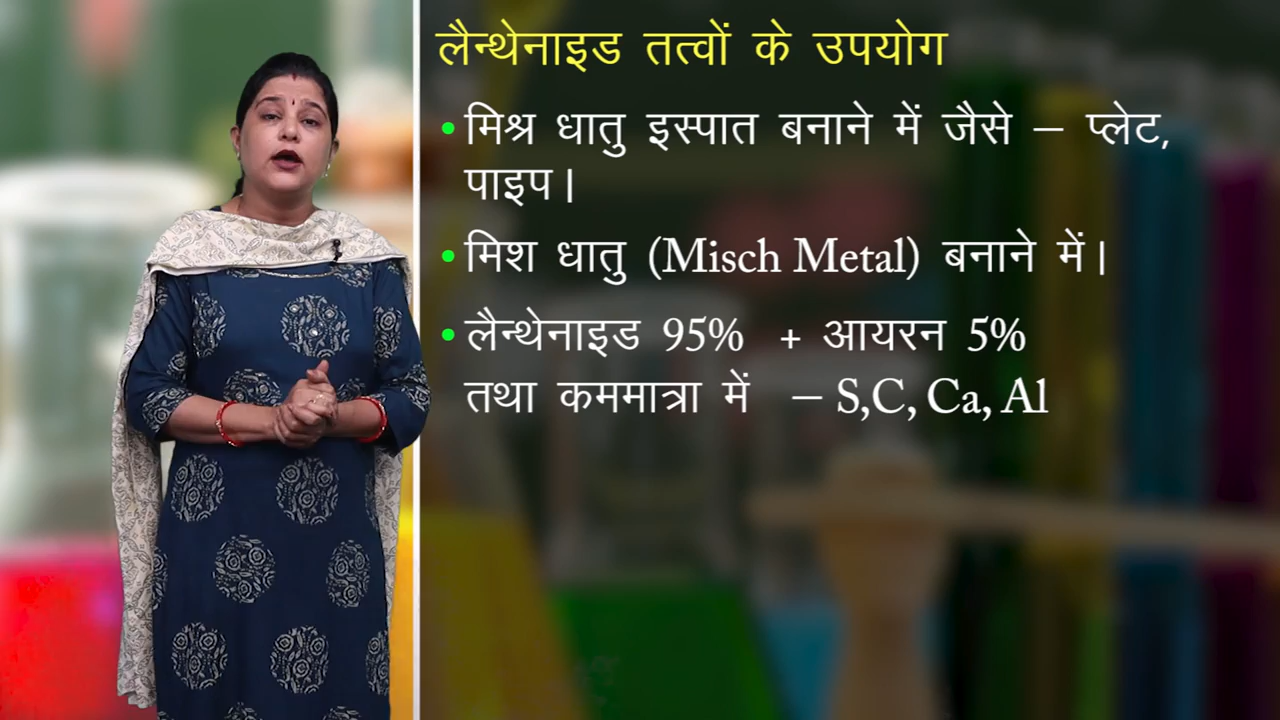 लैन्थेनाइड तत्वों के उपयोग
• मिश्र धातु इस्पात बनाने में जैसे – प्लेट,
पाइप।
• मिश धातु (Misch Metal) बनाने में।
• लैन्थेनाइड 95% + आयरन 5%
तथा कममात्रा में – S,C, Ca, Al